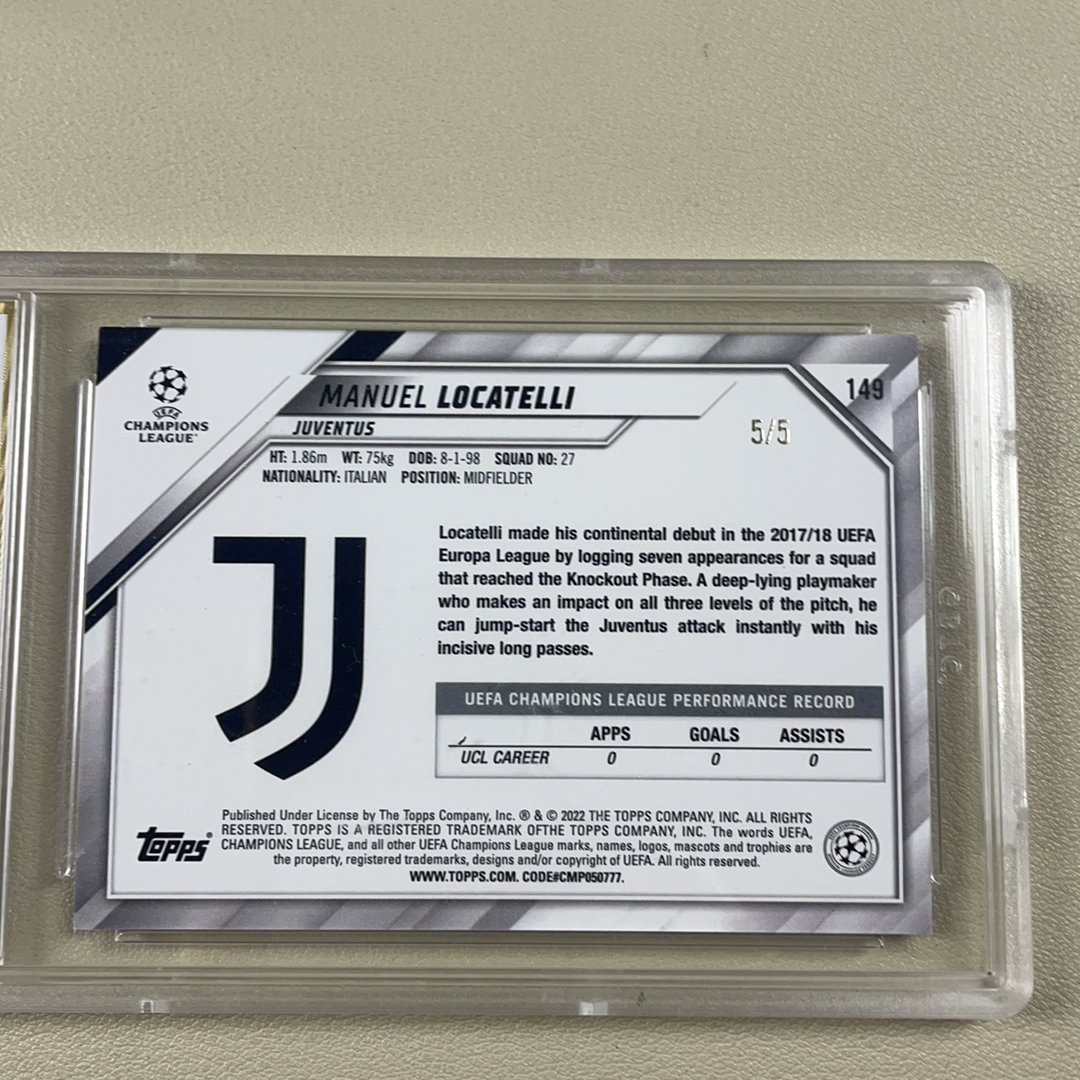 UEFA
CHAMPIONS
LEAGUE
MANUEL LOCATELLI
149
JUVENTUS
5/5
HT: 1.86m WT: 75kg DOB: 8-1-98 SQUAD NO: 27
NATIONALITY: ITALIAN POSITION: MIDFIELDER
Locatelli made his continental debut in the 2017/18 UEFA
Europa League by logging seven appearances for a squad
that reached the Knockout Phase. A deep-lying playmaker
who makes an impact on all three levels of the pitch, he
can jump-start the Juventus attack instantly with his
incisive long passes.
UEFA CHAMPIONS LEAGUE PERFORMANCE RECORD
APPS GOALS ASSISTS
UCL CAREER 0 0 0
Published Under License by The Topps Company, Inc. ® & © 2022 THE TOPPS COMPANY, INC. ALL RIGHTS
RESERVED. TOPPS IS A REGISTERED TRADEMARK OFTHE TOPPS COMPANY, INC. The words UEFA,
CHAMPIONS LEAGUE, and all other UEFA Champions League marks, names, logos, mascots and trophies are
the property, registered trademarks, designs and/or copyright of UEFA. All rights reserved.
WWW.TOPPS.COM. CODE#CMP050777.
topps®